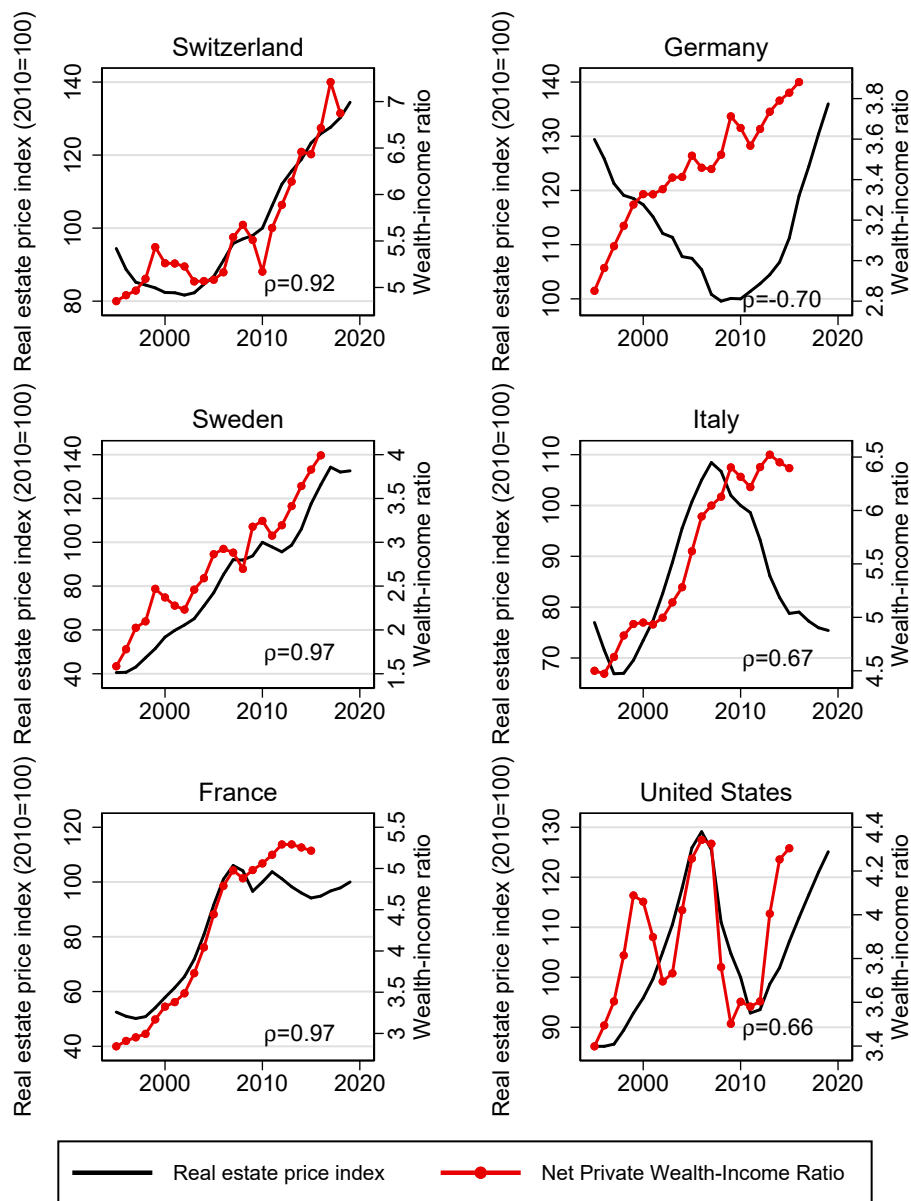 Switzerland
Real estate price index (2010=100)
140
120
100
80
7
6.5
6
5.5
5
Wealth-income ratio
ρ=0.92
2000 2010 2020
Germany
Real estate price index (2010=100)
140
130
120
110
100
3.8
3.6
3.4
3.2
3
2.8
Wealth-income ratio
ρ=-0.70
2000 2010 2020
Sweden
Real estate price index (2010=100)
140
120
100
80
60
40
4
3.5
3
2.5
2
1.5
Wealth-income ratio
ρ=0.97
2000 2010 2020
Italy
Real estate price index (2010=100)
110
100
90
80
70
6.5
6
5.5
5
4.5
Wealth-income ratio
ρ=0.67
2000 2010 2020
France
Real estate price index (2010=100)
120
100
80
60
40
5.5
5
4.5
4
3.5
3
Wealth-income ratio
ρ=0.97
2000 2010 2020
United States
Real estate price index (2010=100)
130
120
110
100
90
4.4
4.2
4
3.8
3.6
3.4
Wealth-income ratio
ρ=0.66
2000 2010 2020
Real estate price index Net Private Wealth-Income Ratio